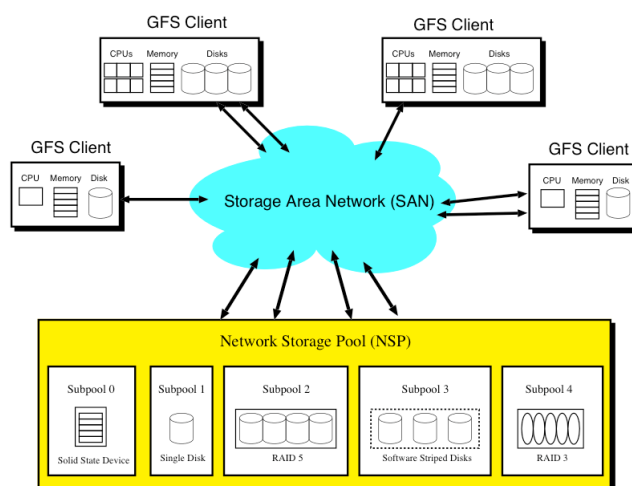 GFS Client
GFS Client
CPUs Memory Disks
CPUs Memory Disks
GFS Client
GFS Client
CPU Memory Disk
CPU Memory Disk
Storage Area Network (SAN)
Network Storage Pool (NSP)
Subpool 0
Subpool 1
Subpool 2
Subpool 3
Subpool 4
Solid State Device
Single Disk
RAID 5
Software Striped Disks
RAID 3